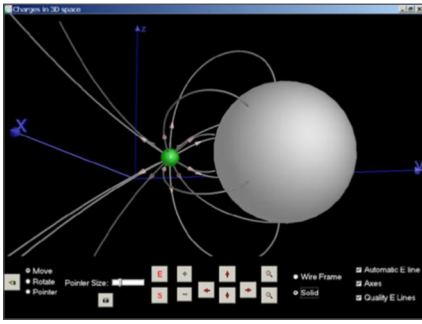 Charges in 3D space
z
X
Move
Rotate
Pointer
Pointer Size:
E
S
+
-
Wire Frame
Solid
Automatic E line
Axes
Quality E Lines